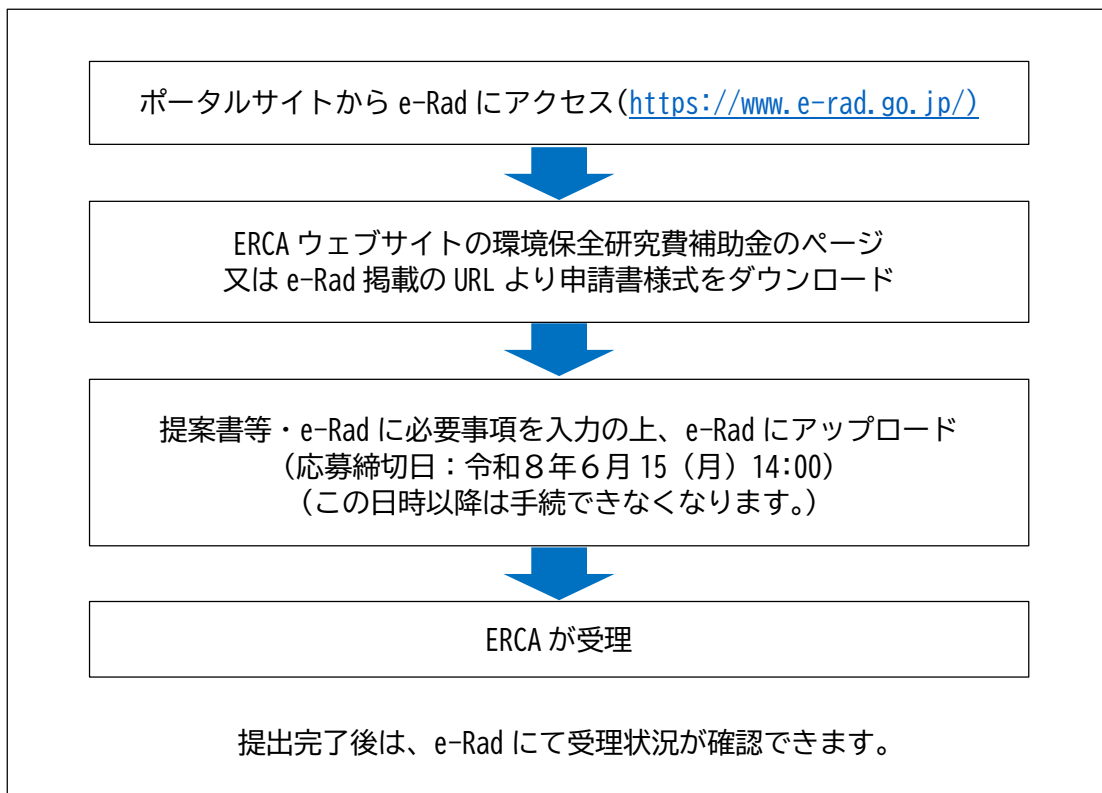 ポータルサイトから e-Rad にアクセス(https://www.e-rad.go.jp/)
ERCA ウェブサイトの環境保全研究費補助金のページ
又は e-Rad 掲載の URL より申請書様式をダウンロード
提案書等・e-Rad に必要事項を入力の上、e-Rad にアップロード
（応募締切日：令和８年６月 15（月）14:00）
（この日時以降は手続できなくなります。）
ERCA が受理
提出完了後は、e-Rad にて受理状況が確認できます。